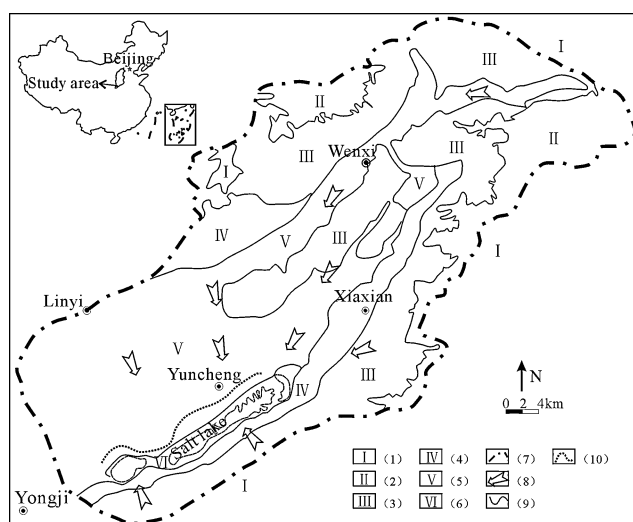 Beijing
Study area
III
I
II
II
III
Wenxi
III
I
V
IV
V
III
I
Linyi
Xiaxian
V
Yuncheng
III
IV
N
0 2 4km
Salt lake
VI
I
Yongji
I (1) IV (4) (7) (10)
II (2) V (5) (8)
III (3) VI (6) (9)